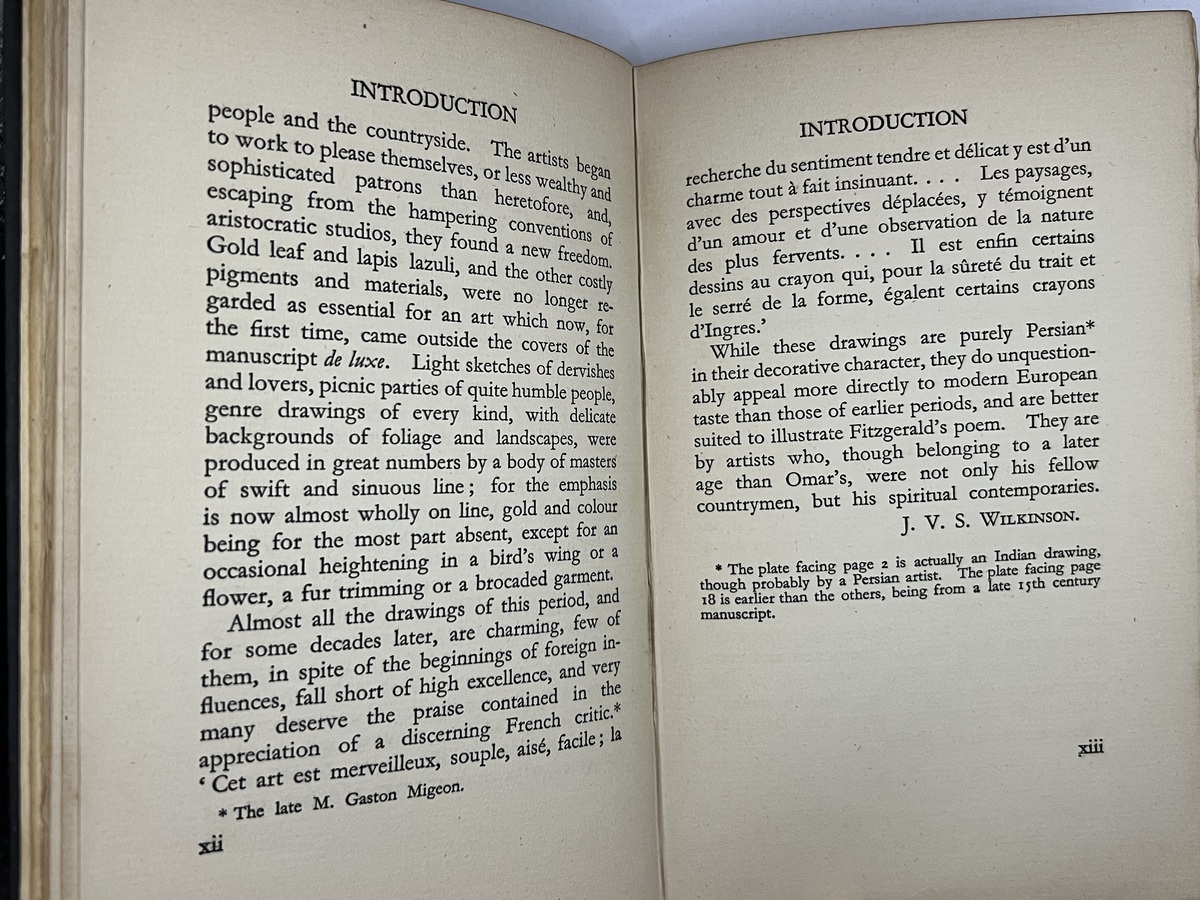 INTRODUCTION
people and the countryside. The artists began
to work to please themselves, or less wealthy and
sophisticated patrons than heretofore, and,
escaping from the hampering conventions of
aristocratic studios, they found a new freedom.
Gold leaf and lapis lazuli, and the other costly
pigments and materials, were no longer re-
garded as essential for an art which now, for
the first time, came outside the covers of the
manuscript de luxe. Light sketches of dervishes
and lovers, picnic parties of quite humble people,
genre drawings of every kind, with delicate
backgrounds of foliage and landscapes, were
produced in great numbers by a body of masters
of swift and sinuous line; for the emphasis
is now almost wholly on line, gold and colour
being for the most part absent, except for an
occasional heightening in a bird's wing or a
flower, a fur trimming or a brocaded garment.
Almost all the drawings of this period, and
for some decades later, are charming, few of
them, in spite of the beginnings of foreign in-
fluences, fall short of high excellence, and very
many deserve the praise contained in the
appreciation of a discerning French critic.*
‘Cet art est merveilleux, souple, aisé, facile; la
* The late M. Gaston Migeon.
xii
INTRODUCTION
recherche du sentiment tendre et délicat y est d'un
charme tout à fait insinuant. . . . Les paysages,
avec des perspectives déplacées, y témoignent
d'un amour et d'une observation de la nature
des plus fervents. . . . Il est enfin certains
dessins au crayon qui, pour la sûreté du trait et
le serré de la forme, égalent certains crayons
d'Ingres.’
While these drawings are purely Persian*
in their decorative character, they do unquestion-
ably appeal more directly to modern European
taste than those of earlier periods, and are better
suited to illustrate Fitzgerald's poem. They are
by artists who, though belonging to a later
age than Omar's, were not only his fellow
countrymen, but his spiritual contemporaries.
J. V. S. WILKINSON.
* The plate facing page 2 is actually an Indian drawing,
though probably by a Persian artist. The plate facing page
18 is earlier than the others, being from a late 15th century
manuscript.
xiii